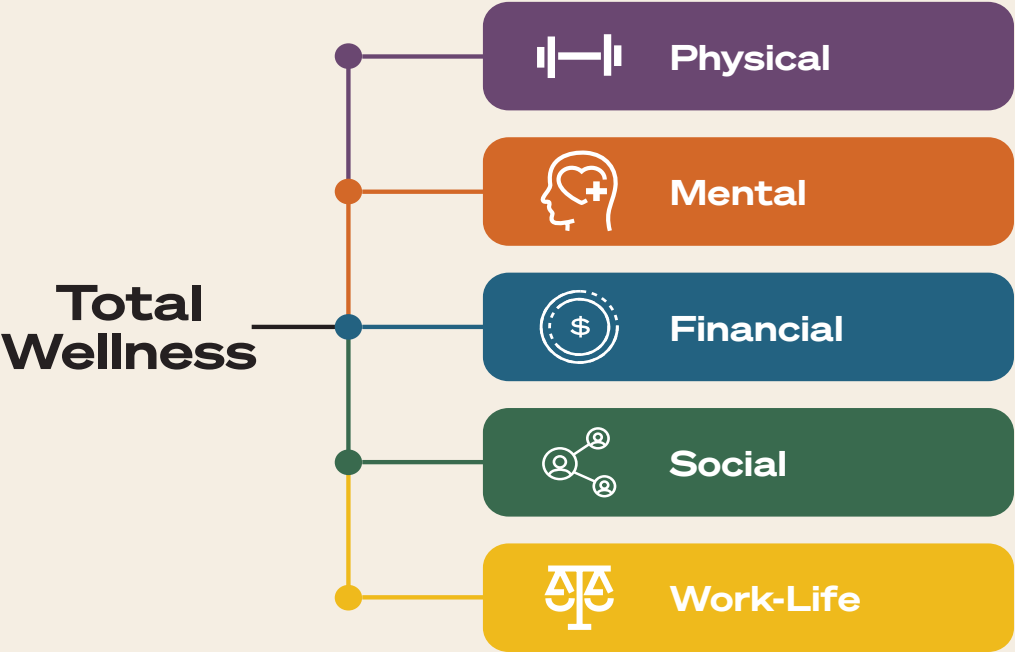 Total
Wellness
Physical
Mental
$
Financial
Social
Work-Life